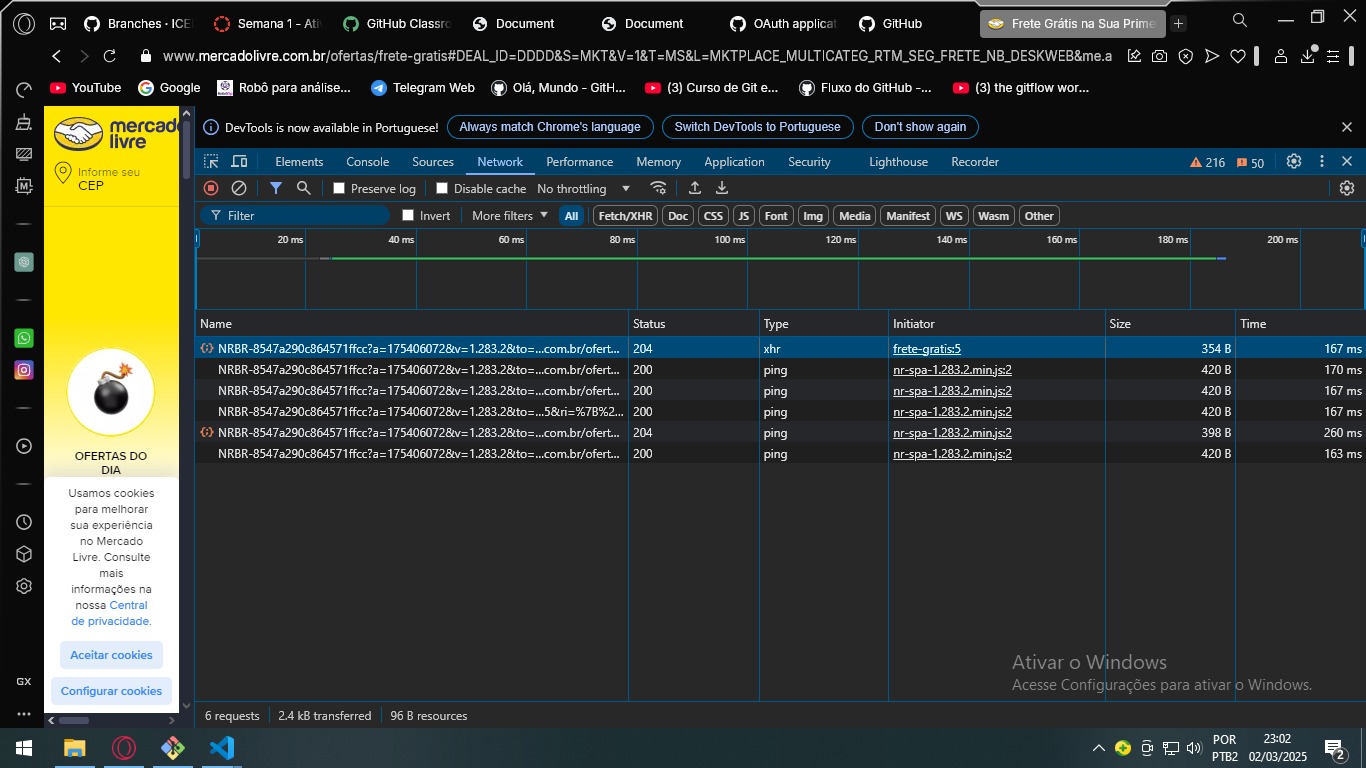 Branches · ICEI
Semana 1 - Ativ
GitHub Classro
Document
Document
OAuth applicat
GitHub
Frete Grátis na Sua Prime
www.mercadolivre.com.br/ofertas/frete-gratis#DEAL_ID=DDDD&S=MKT&V=1&T=MS&L=MKTPLACE_MULTICATEG_RTM_SEG_FRETE_NB_DESKWEB&me.a
YouTube
Google
Robô para análise...
Telegram Web
Olá, Mundo - GitH...
(3) Curso de Git e...
Fluxo do GitHub -...
(3) the gitflow wor...
mercado
livre
Informe seu
CEP
OFERTAS DO
DIA
Usamos cookies
para melhorar
sua experiência
no Mercado
Livre. Consulte
mais
informações na
nossa Central
de privacidade.
Aceitar cookies
Configurar cookies
GX
DevTools is now available in Portuguese!
Always match Chrome's language
Switch DevTools to Portuguese
Don't show again
Elements Console Sources Network Performance Memory Application Security Lighthouse Recorder 216 50
Preserve log Disable cache No throttling
Filter Invert More filters All Fetch/XHR Doc CSS JS Font Img Media Manifest WS Wasm Other
20 ms 40 ms 60 ms 80 ms 100 ms 120 ms 140 ms 160 ms 180 ms 200 ms
Name Status Type Initiator Size Time
NRBR-8547a290c864571ffcc?a=175406072&v=1.283.2&to=...com.br/ofert... 204 xhr frete-gratis:5 354 B 167 ms
NRBR-8547a290c864571ffcc?a=175406072&v=1.283.2&to=...com.br/ofert... 200 ping nr-spa-1.283.2.min.js:2 420 B 170 ms
NRBR-8547a290c864571ffcc?a=175406072&v=1.283.2&to=...com.br/ofert... 200 ping nr-spa-1.283.2.min.js:2 420 B 167 ms
NRBR-8547a290c864571ffcc?a=175406072&v=1.283.2&to=...5&ri=%7B%2... 200 ping nr-spa-1.283.2.min.js:2 420 B 167 ms
NRBR-8547a290c864571ffcc?a=175406072&v=1.283.2&to=...com.br/ofert... 204 ping nr-spa-1.283.2.min.js:2 398 B 260 ms
NRBR-8547a290c864571ffcc?a=175406072&v=1.283.2&to=...com.br/ofert... 200 ping nr-spa-1.283.2.min.js:2 420 B 163 ms
Ativar o Windows
Acesse Configurações para ativar o Windows.
6 requests 2.4 kB transferred 96 B resources
POR
PTB2
23:02
02/03/2025
2